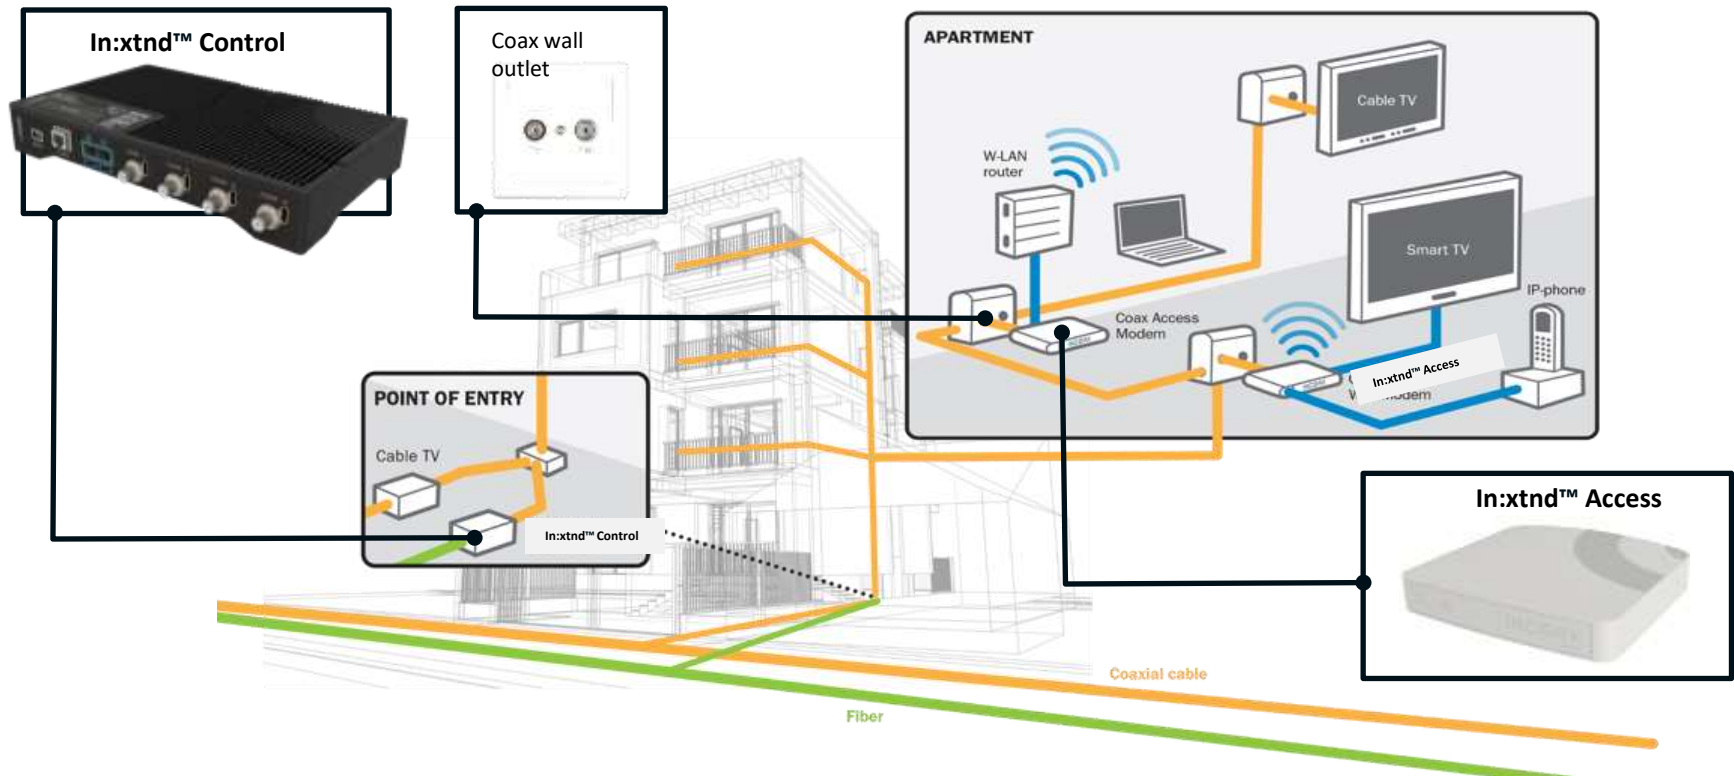 In:xtnd™ Control
Coax wall
outlet
APARTMENT
Cable TV
W-LAN
router
Smart TV
IP-phone
Coax Access
Modem
In:xtnd™ Access
POINT OF ENTRY
Cable TV
In:xtnd™ Control
In:xtnd™ Access
Coaxial cable
Fiber